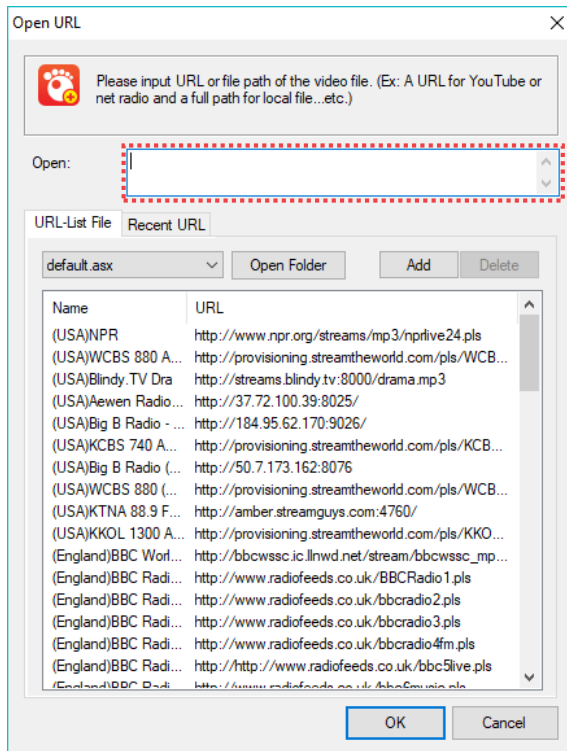 Open URL
Please input URL or file path of the video file. (Ex: A URL for YouTube or
net radio and a full path for local file...etc.)
Open:
URL-List File Recent URL
default.asx Open Folder Add Delete
Name URL
(USA)NPR http://www.npr.org/streams/mp3/nprlive24.pls
(USA)WCBS 880 A... http://provisioning.streamtheworld.com/pls/WCB...
(USA)Blindy.TV Dra http://streams.blindy.tv:8000/drama.mp3
(USA)Aewen Radio... http://37.72.100.39:8025/
(USA)Big B Radio - ... http://184.95.62.170:9026/
(USA)KCBS 740 A... http://provisioning.streamtheworld.com/pls/KCB...
(USA)Big B Radio (... http://50.7.173.162:8076
(USA)WCBS 880 (... http://provisioning.streamtheworld.com/pls/WCB...
(USA)KTNA 88.9 F... http://amber.streamguys.com:4760/
(USA)KKOL 1300 A... http://provisioning.streamtheworld.com/pls/KKO...
(England)BBC Worl... http://bbcwssc.ic.llnwd.net/stream/bbcwssc_mp...
(England)BBC Radi... http://www.radiofeeds.co.uk/BBCRadio1.pls
(England)BBC Radi... http://www.radiofeeds.co.uk/bbcradio2.pls
(England)BBC Radi... http://www.radiofeeds.co.uk/bbcradio3.pls
(England)BBC Radi... http://www.radiofeeds.co.uk/bbcradio4fm.pls
(England)BBC Radi... http://http://www.radiofeeds.co.uk/bbc5live.pls
(England)BBC Radi... http://www.radiofeeds.co.uk/bbc6music.pls
OK Cancel